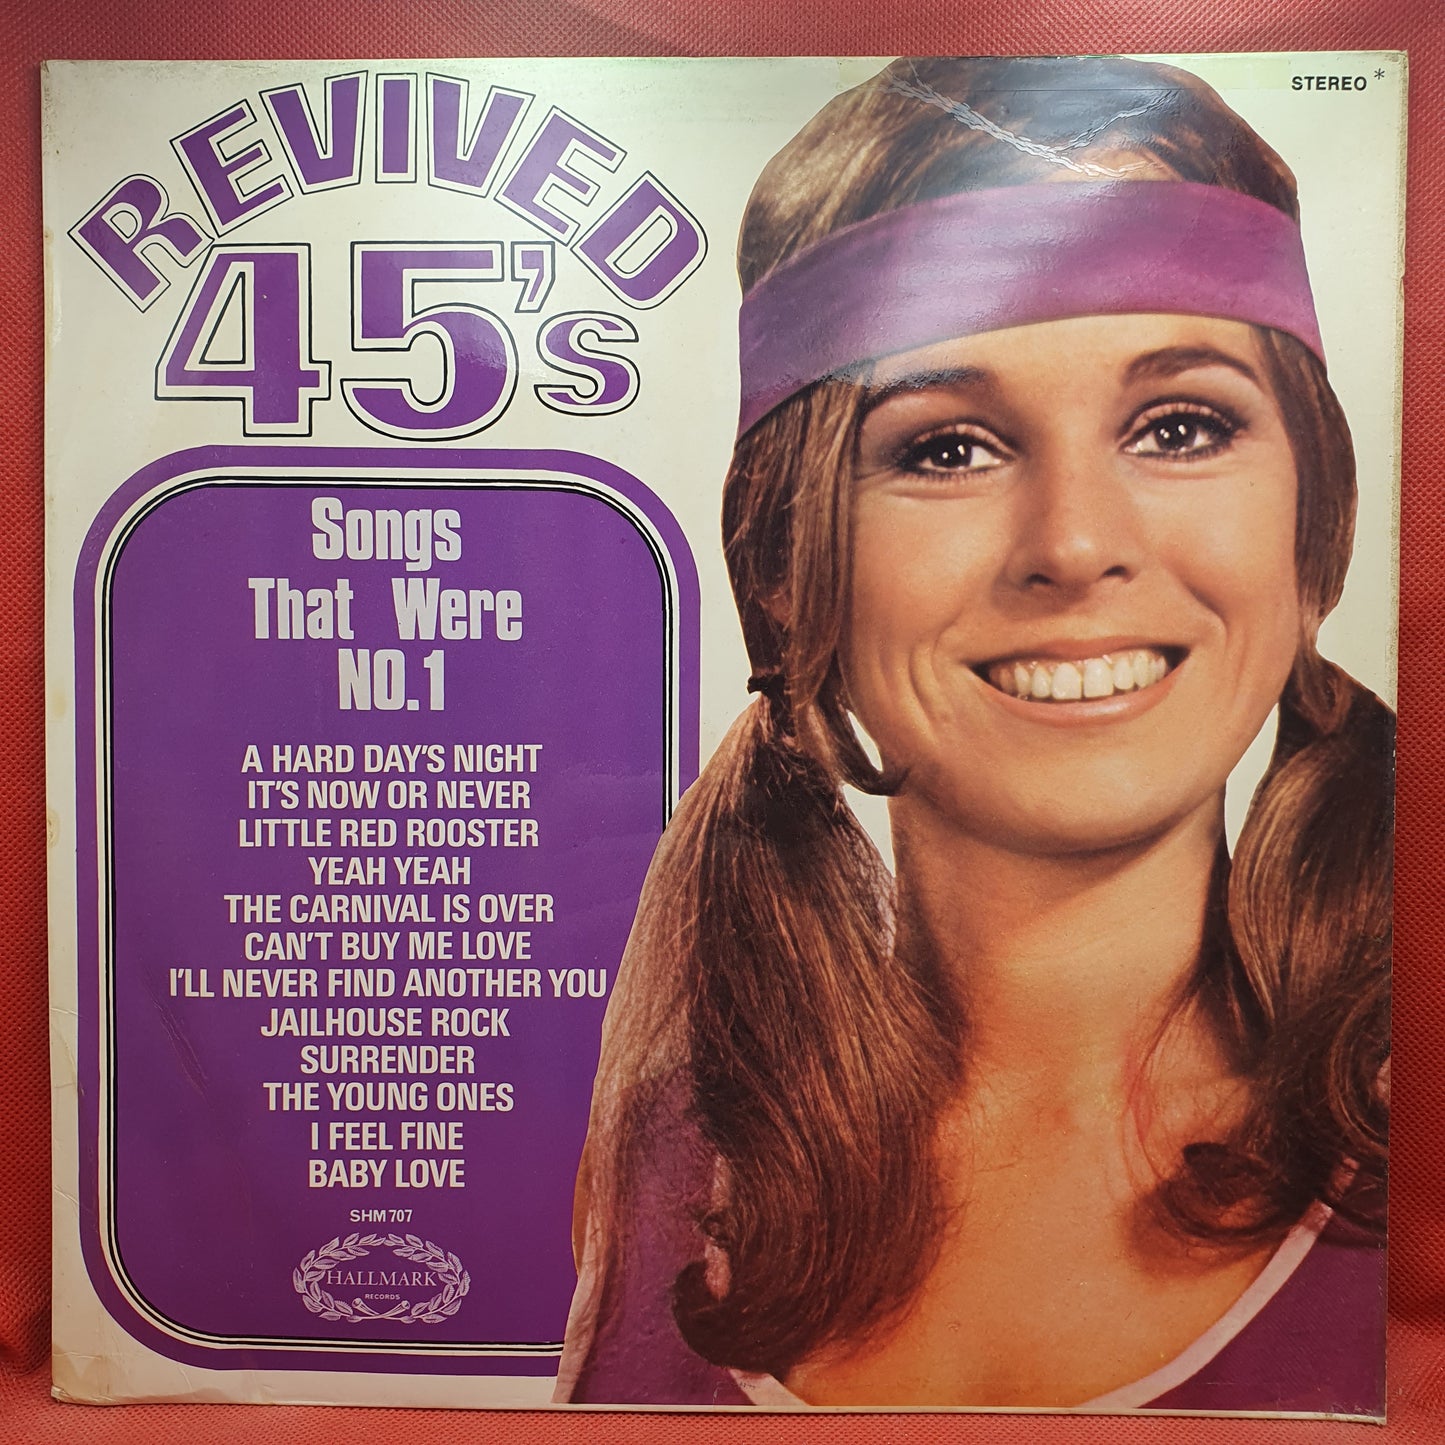 STEREO *
REVIVED
45's
Songs
That Were
NO.1
A HARD DAY'S NIGHT
IT'S NOW OR NEVER
LITTLE RED ROOSTER
YEAH YEAH
THE CARNIVAL IS OVER
CAN'T BUY ME LOVE
I'LL NEVER FIND ANOTHER YOU
JAILHOUSE ROCK
SURRENDER
THE YOUNG ONES
I FEEL FINE
BABY LOVE
SHM 707
HALLMARK
RECORDS